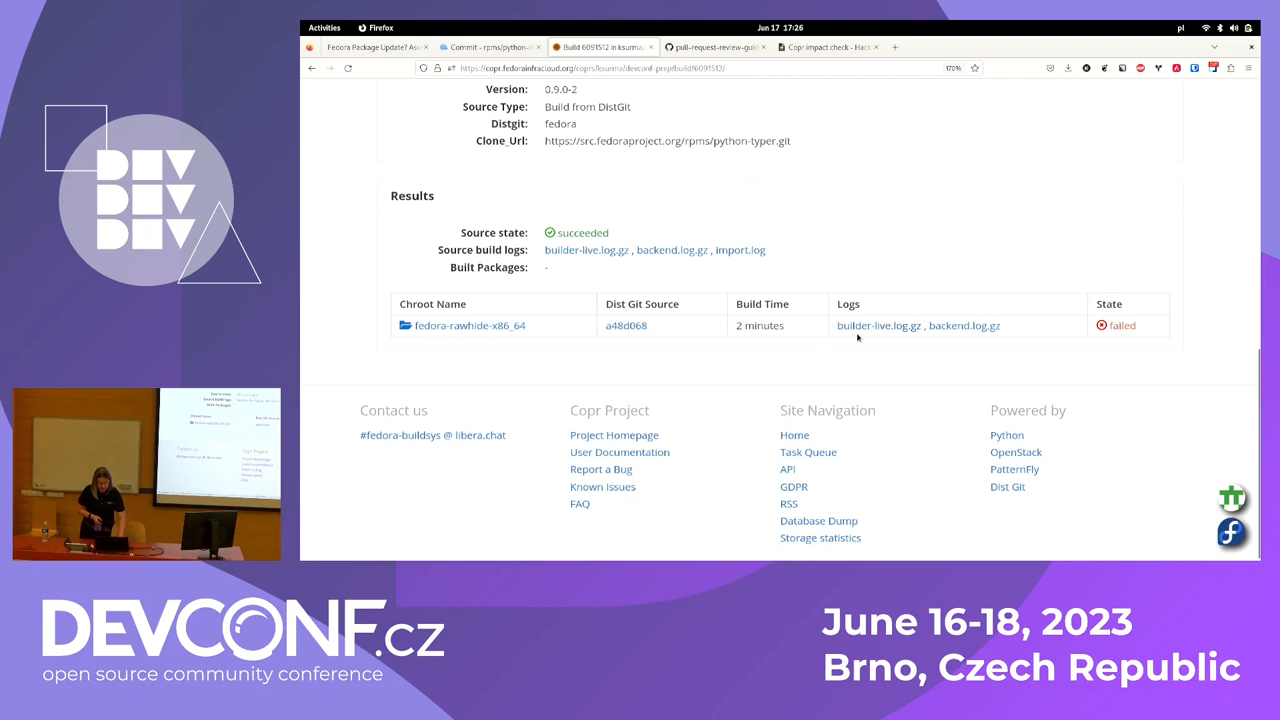 Activities
Firefox
Jun 17 17:26
pl
Fedora Package Update? As
Commit - rpms/python-r
Build 6091512 in ksurma
pull-request-review-guid
Copr impact check - Hac
https://copr.fedorainfracloud.org/coprs/ksurma/devconf-prep/build/6091512/
170%
Version: 0.9.0-2
Source Type: Build from DistGit
Distgit: fedora
Clone_Url: https://src.fedoraproject.org/rpms/python-typer.git
Results
Source state: succeeded
Source build logs: builder-live.log.gz , backend.log.gz , import.log
Built Packages: -
Chroot Name Dist Git Source Build Time Logs State
fedora-rawhide-x86_64 a48d068 2 minutes builder-live.log.gz , backend.log.gz failed
Contact us
#fedora-buildsys @ libera.chat
Copr Project
Project Homepage
User Documentation
Report a Bug
Known Issues
FAQ
Site Navigation
Home
Task Queue
API
GDPR
RSS
Database Dump
Storage statistics
Powered by
Python
OpenStack
PatternFly
Dist Git
DEV
DEV
DEV
DEVCONF.cz
open source community conference
June 16-18, 2023
Brno, Czech Republic